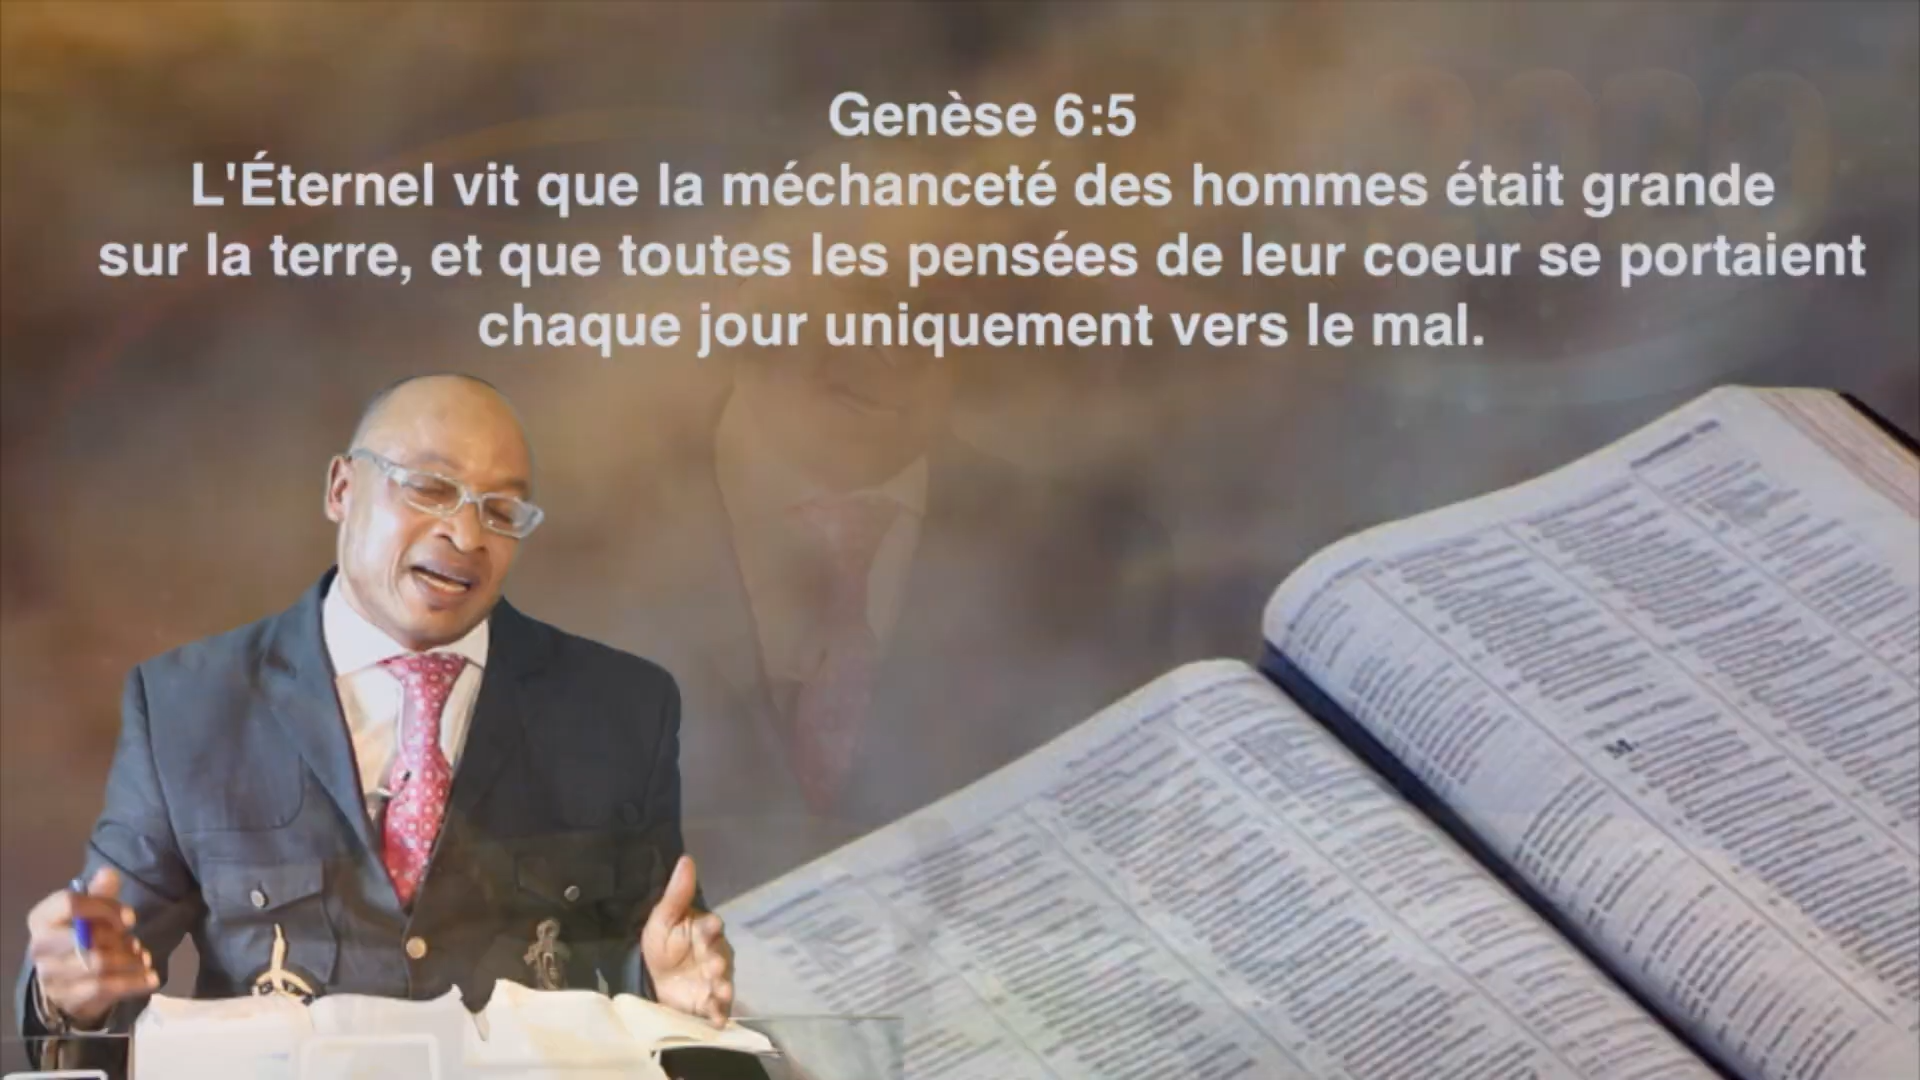 Genèse 6:5
L'Éternel vit que la méchanceté des hommes était grande
sur la terre, et que toutes les pensées de leur coeur se portaient
chaque jour uniquement vers le mal.